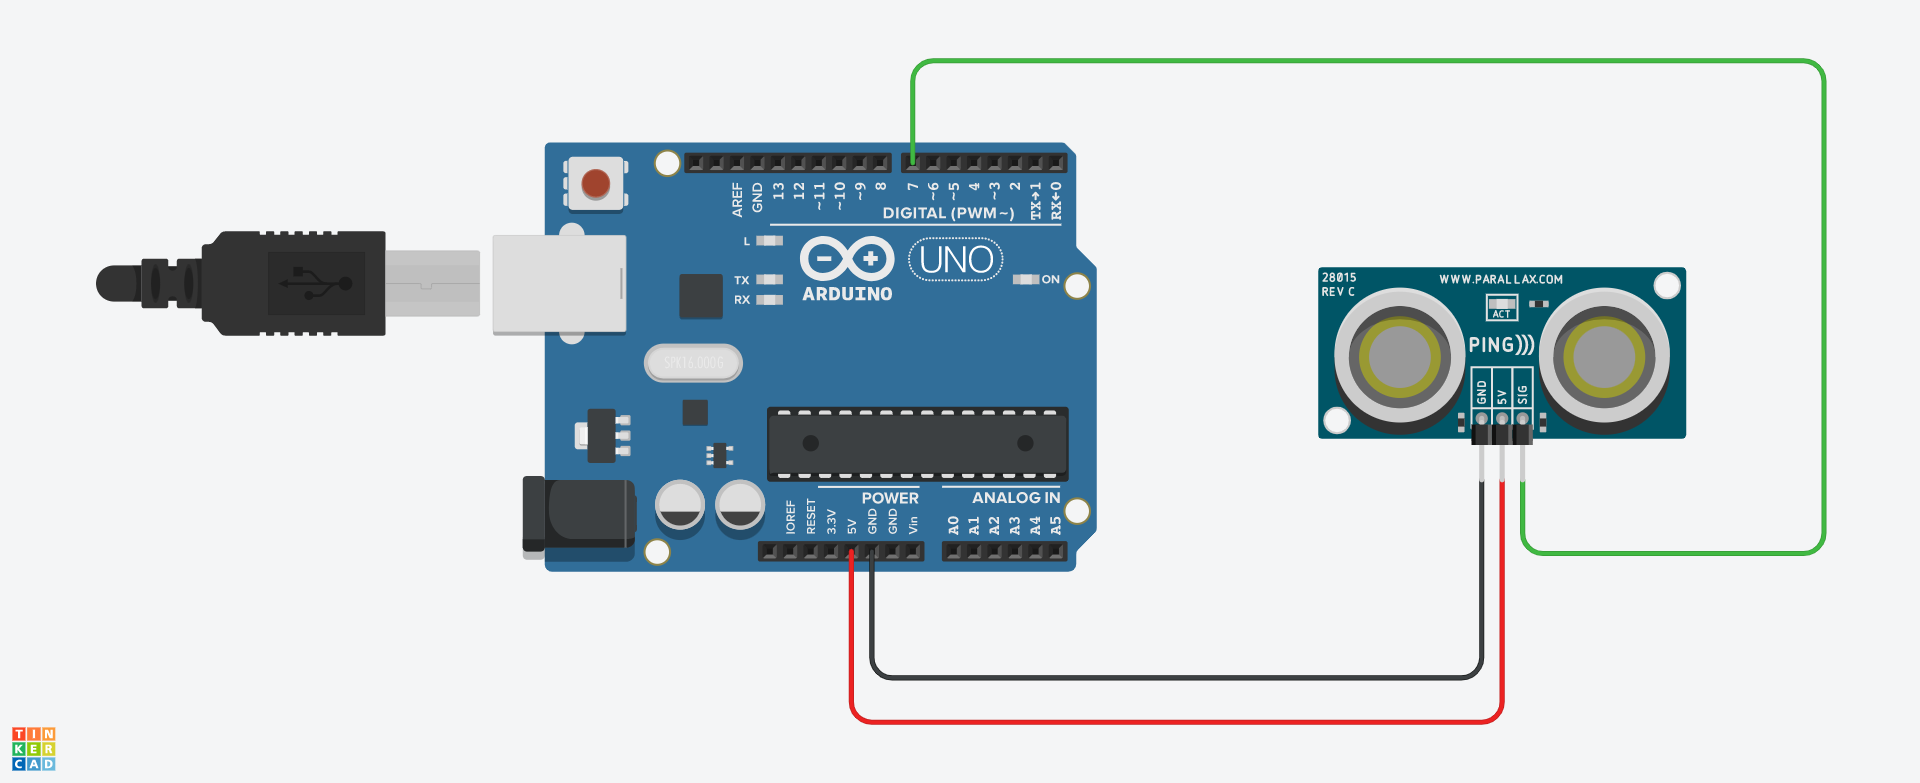 AREF
GND
13
12
~11
~10
~9
8
7
~6
~5
4
~3
2
TX→1
RX←0
DIGITAL (PWM~)
L
TX
RX
UNO
ARDUINO
ON
SPK16.000G
POWER
ANALOG IN
IOREF
RESET
3.3V
5V
GND
GND
Vin
A0
A1
A2
A3
A4
A5
28015
REV C
WWW.PARALLAX.COM
ACT
PING)))
GND
5V
SIG
TIN
KER
CAD